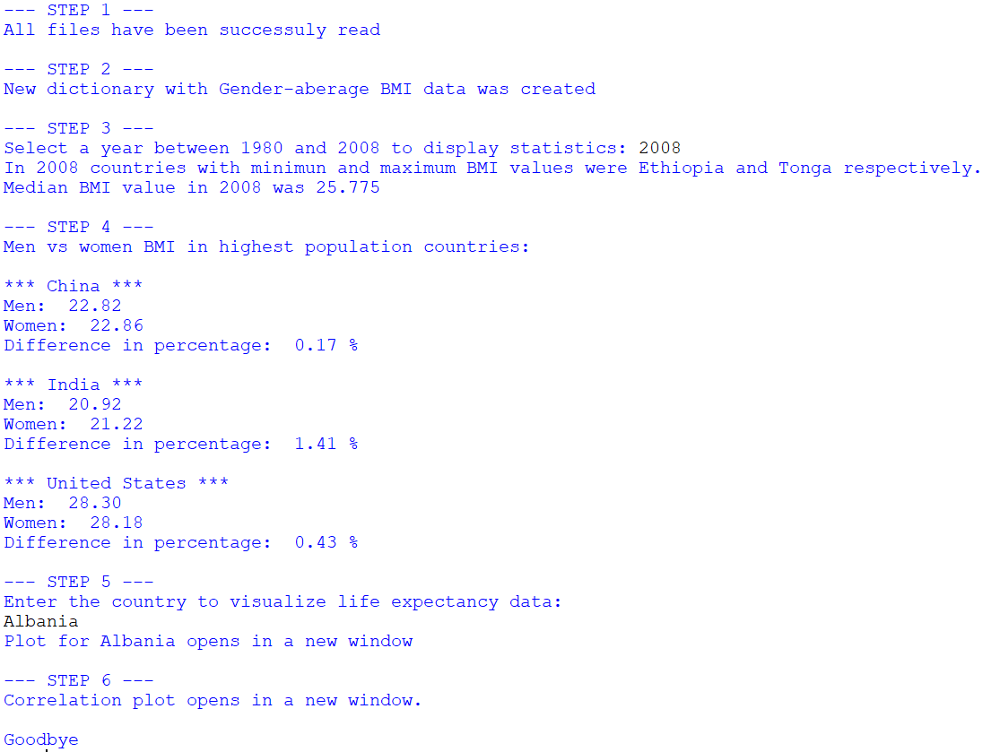 --- STEP 1 ---
All files have been successuly read
--- STEP 2 ---
New dictionary with Gender-aberage BMI data was created
--- STEP 3 ---
Select a year between 1980 and 2008 to display statistics: 2008
In 2008 countries with minimun and maximum BMI values were Ethiopia and Tonga respectively.
Median BMI value in 2008 was 25.775
--- STEP 4 ---
Men vs women BMI in highest population countries:
*** China ***
Men:  22.82
Women:  22.86
Difference in percentage:  0.17 %
*** India ***
Men:  20.92
Women:  21.22
Difference in percentage:  1.41 %
*** United States ***
Men:  28.30
Women:  28.18
Difference in percentage:  0.43 %
--- STEP 5 ---
Enter the country to visualize life expectancy data:
Albania
Plot for Albania opens in a new window
--- STEP 6 ---
Correlation plot opens in a new window.
Goodbye